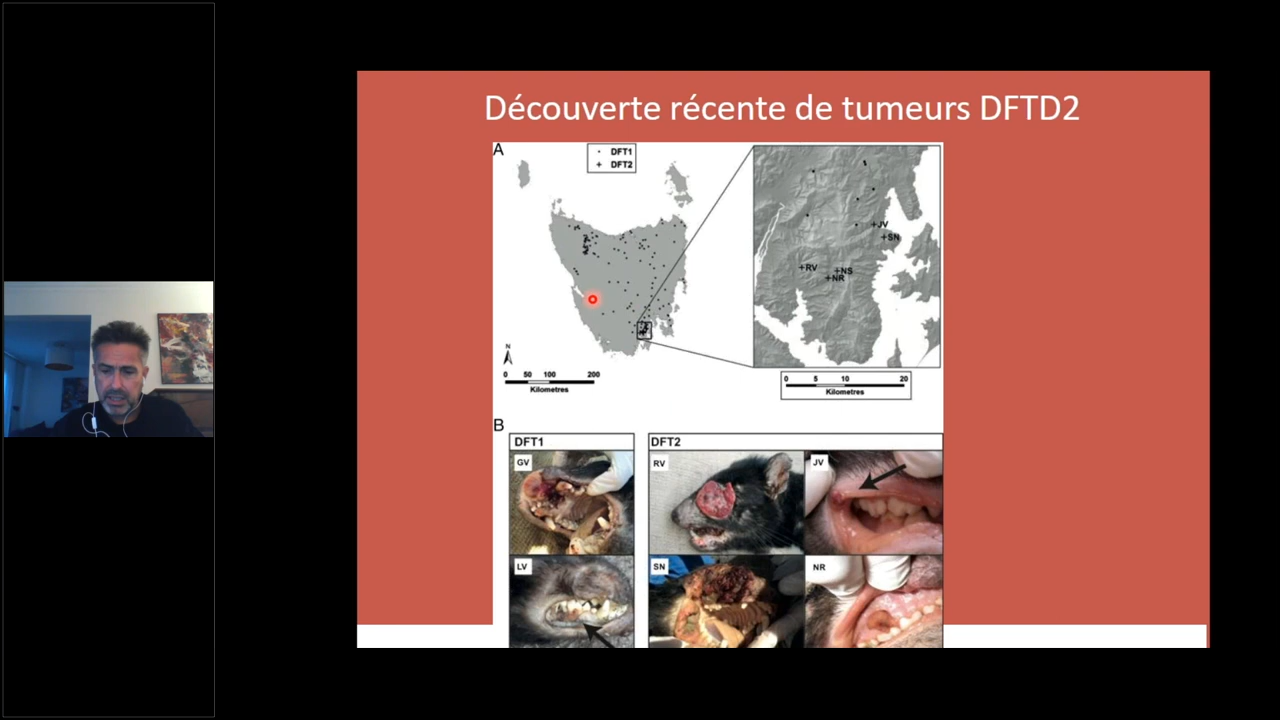 Découverte récente de tumeurs DFTD2
A
DFT1
DFT2
JV
SN
RV
NS
NR
N
0 50 100 200
Kilometres
0 5 10 20
Kilometres
B
DFT1
DFT2
GV
RV
JV
LV
SN
NR